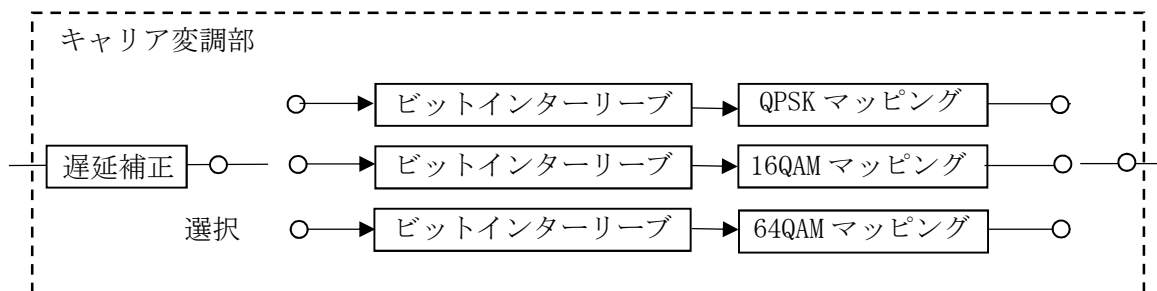 キャリア変調部
ビットインターリーブ
QPSK マッピング
遅延補正
ビットインターリーブ
16QAM マッピング
選択
ビットインターリーブ
64QAM マッピング